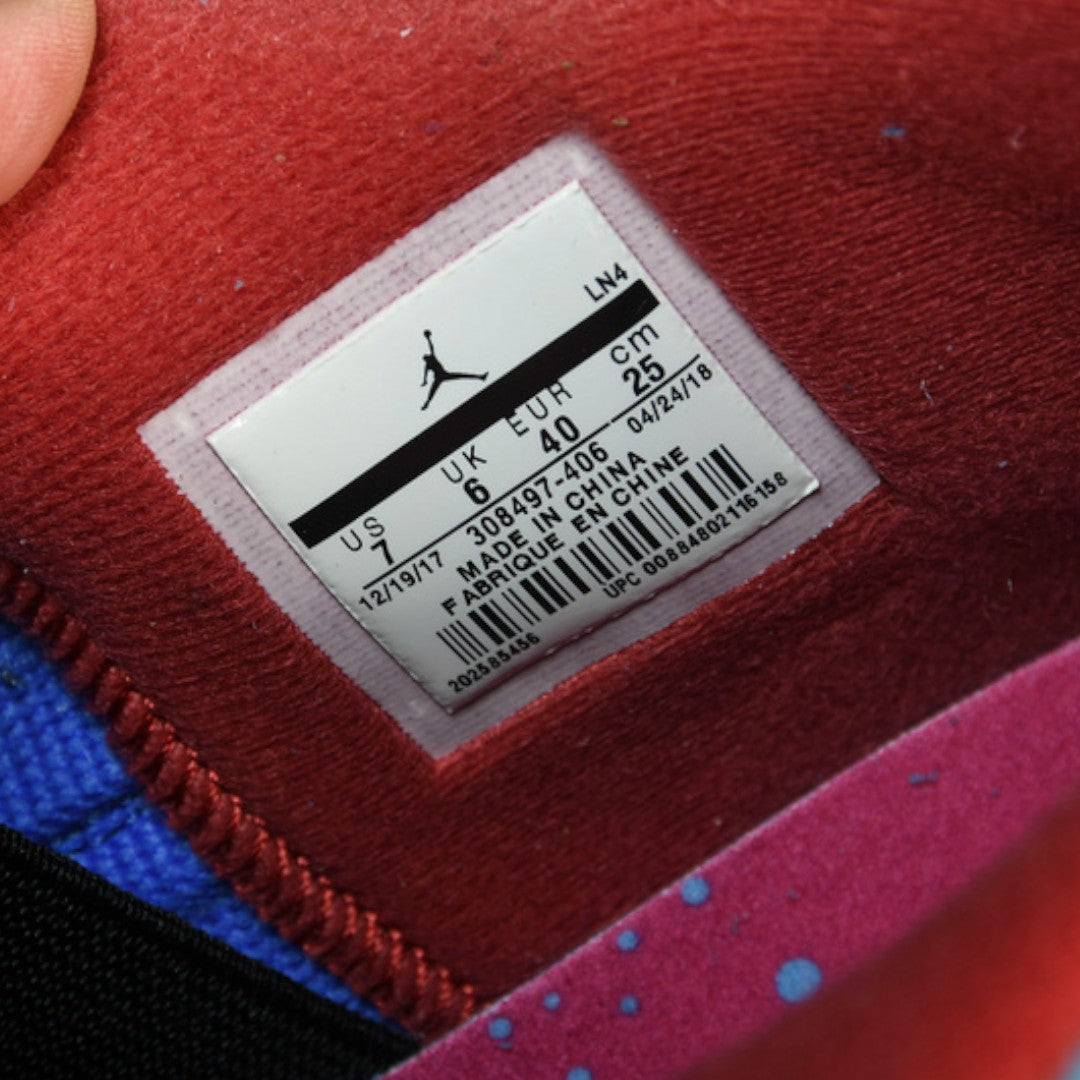 LN4
US UK EUR cm
7 6 40 25
12/19/17 308497-406 04/24/18
MADE IN CHINA
FABRIQUE EN CHINE
202585456 UPC 00884802116158